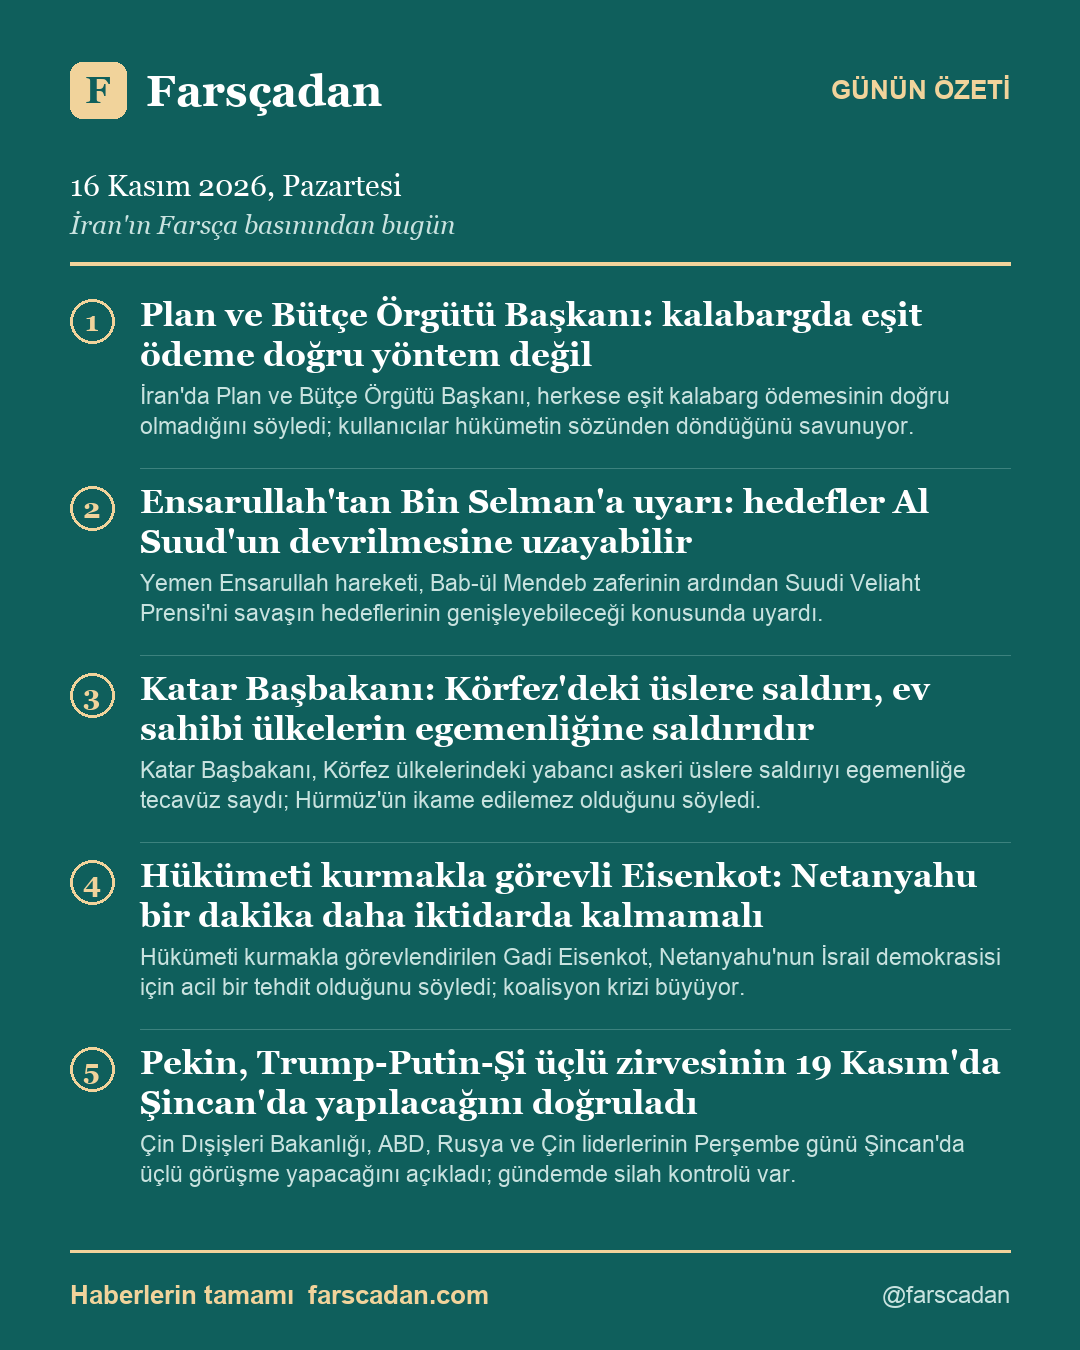 F Farsçadan
GÜNÜN ÖZETİ
16 Kasım 2026, Pazartesi
İran'ın Farsça basınından bugün
1
Plan ve Bütçe Örgütü Başkanı: kalabargda eşit
ödeme doğru yöntem değil
İran'da Plan ve Bütçe Örgütü Başkanı, herkese eşit kalabarg ödemesinin doğru
olmadığını söyledi; kullanıcılar hükümetin sözünden döndüğünü savunuyor.
2
Ensarullah'tan Bin Selman'a uyarı: hedefler Al
Suud'un devrilmesine uzayabilir
Yemen Ensarullah hareketi, Bab-ül Mendeb zaferinin ardından Suudi Veliaht
Prensi'ni savaşın hedeflerinin genişleyebileceği konusunda uyardı.
3
Katar Başbakanı: Körfez'deki üslere saldırı, ev
sahibi ülkelerin egemenliğine saldırıdır
Katar Başbakanı, Körfez ülkelerindeki yabancı askeri üslere saldırıyı egemenliğe
tecavüz saydı; Hürmüz'ün ikame edilemez olduğunu söyledi.
4
Hükümeti kurmakla görevli Eisenkot: Netanyahu
bir dakika daha iktidarda kalmamalı
Hükümeti kurmakla görevlendirilen Gadi Eisenkot, Netanyahu'nun İsrail demokrasisi
için acil bir tehdit olduğunu söyledi; koalisyon krizi büyüyor.
5
Pekin, Trump-Putin-Şi üçlü zirvesinin 19 Kasım'da
Şincan'da yapılacağını doğruladı
Çin Dışişleri Bakanlığı, ABD, Rusya ve Çin liderlerinin Perşembe günü Şincan'da
üçlü görüşme yapacağını açıkladı; gündemde silah kontrolü var.
Haberlerin tamamı farscadan.com
@farscadan